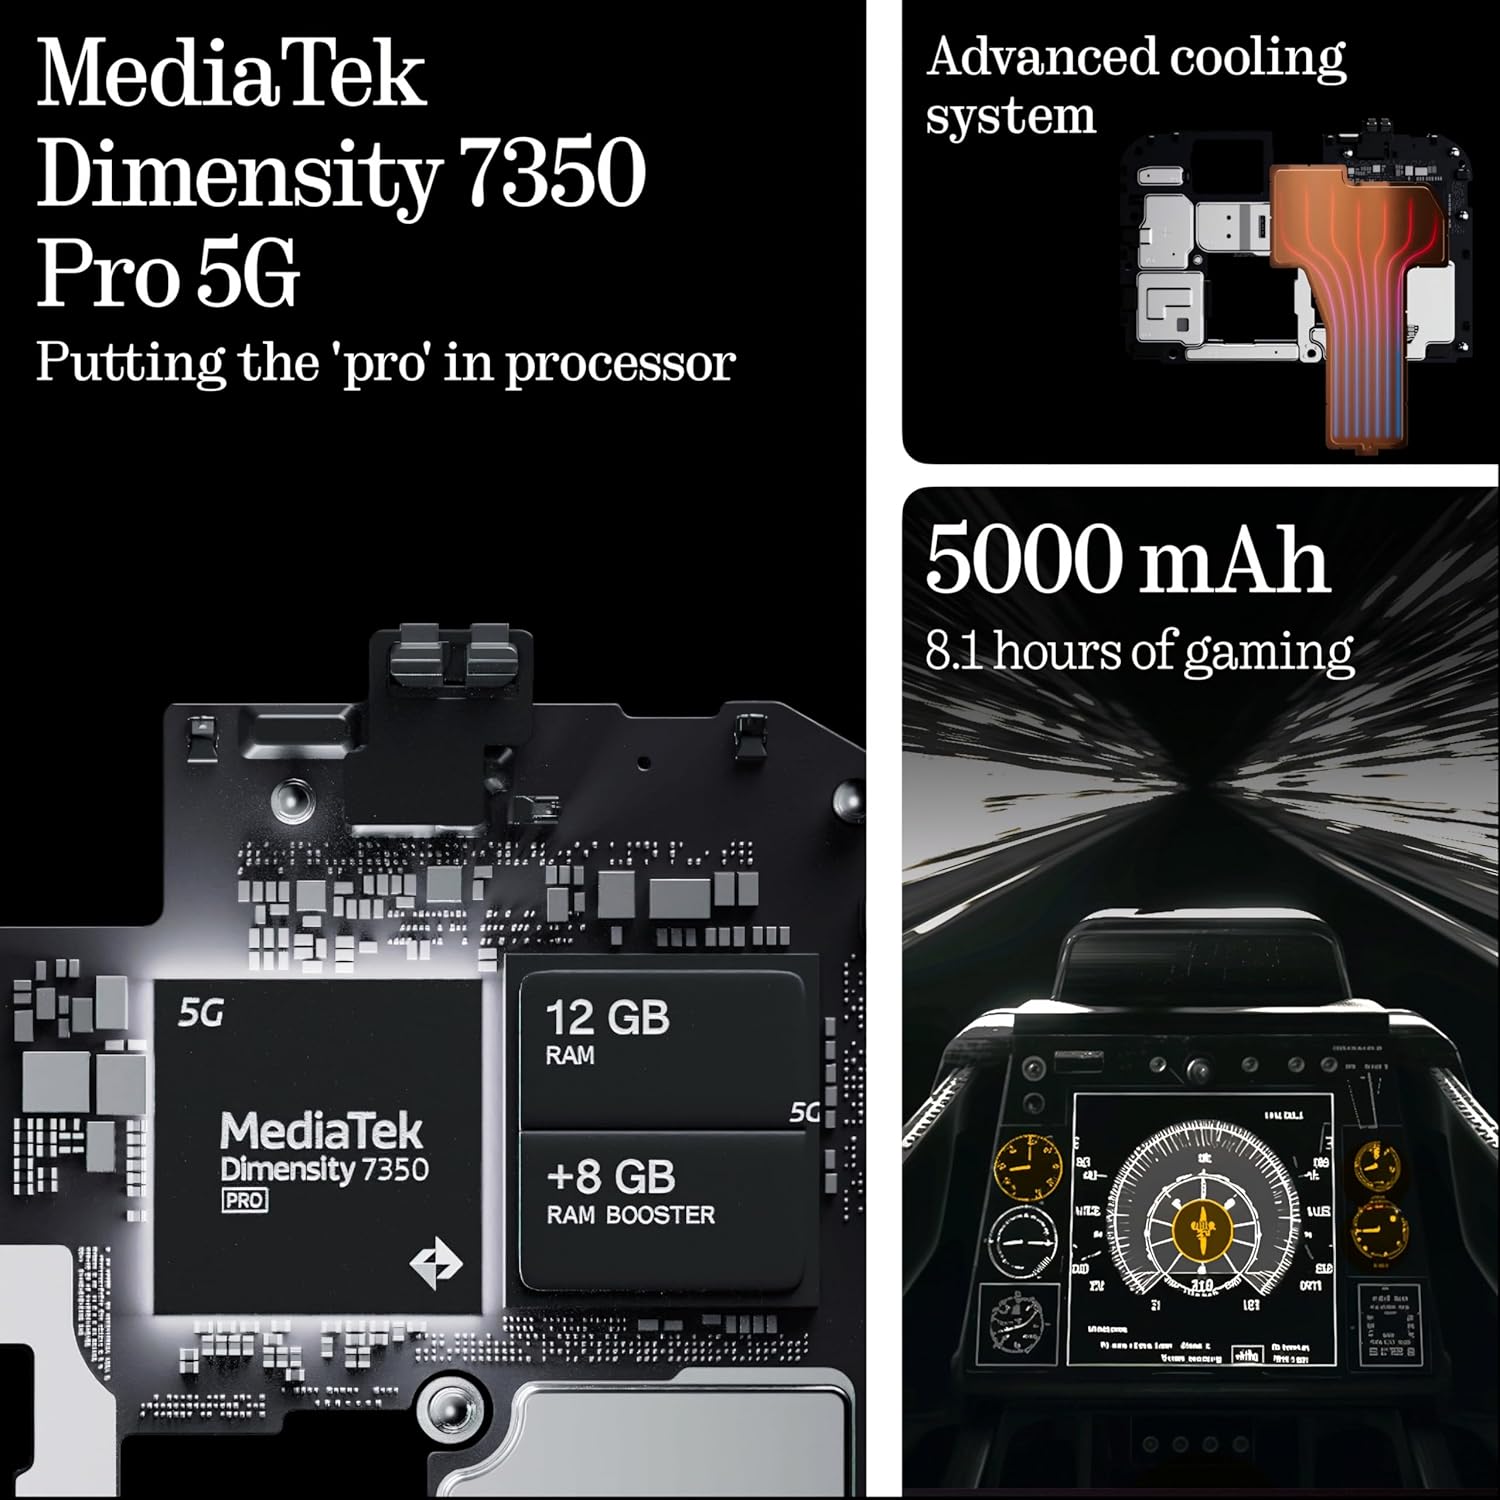 MediaTek
Dimensity 7350
Pro 5G
Putting the 'pro' in processor
5G
MediaTek
Dimensity 7350
PRO
12 GB
RAM
5G
+8 GB
RAM BOOSTER
Advanced cooling
system
5000 mAh
8.1 hours of gaming